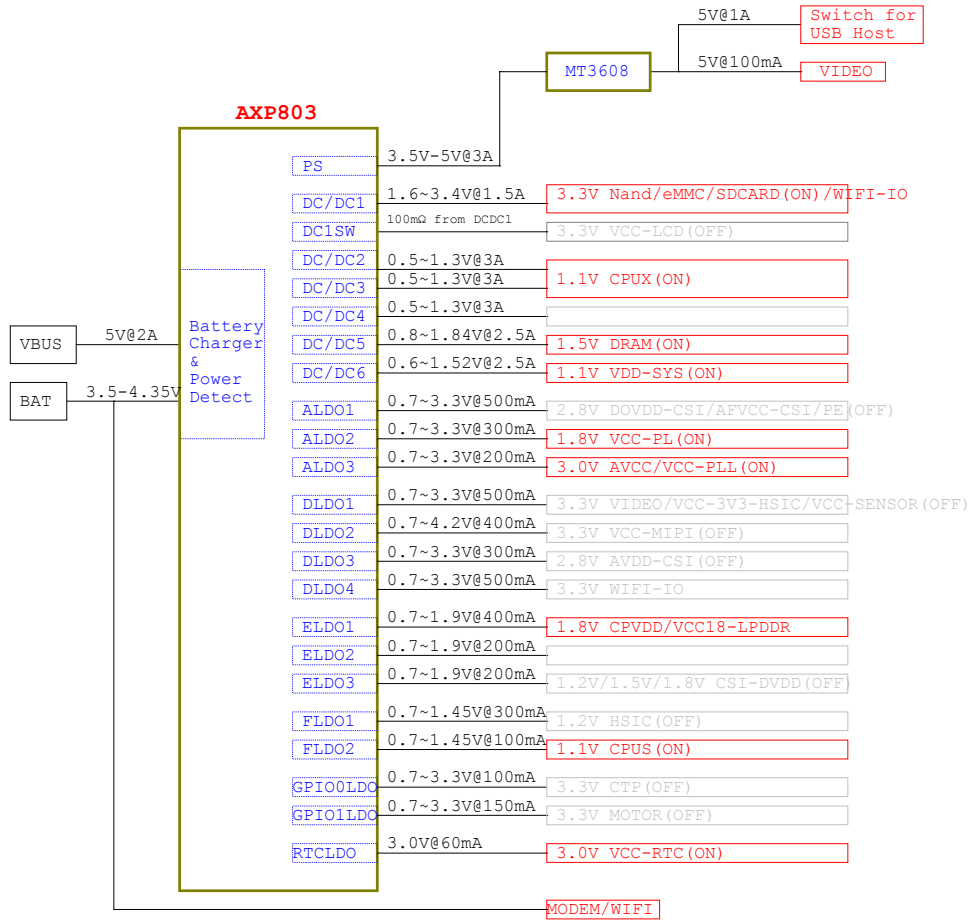 5V@1A
Switch for
USB Host
MT3608
5V@100mA
VIDEO
AXP803
PS
3.5V-5V@3A
DC/DC1
1.6~3.4V@1.5A
3.3V Nand/eMMC/SDCARD(ON)/WIFI-IO
DC1SW
100mΩ from DCDC1
3.3V VCC-LCD(OFF)
DC/DC2
0.5~1.3V@3A
1.1V CPUX(ON)
DC/DC3
0.5~1.3V@3A
DC/DC4
0.5~1.3V@3A
VBUS
5V@2A
Battery
Charger
&
Power
Detect
DC/DC5
0.8~1.84V@2.5A
1.5V DRAM(ON)
DC/DC6
0.6~1.52V@2.5A
1.1V VDD-SYS(ON)
BAT
3.5-4.35V
ALDO1
0.7~3.3V@500mA
2.8V DOVDD-CSI/AFVCC-CSI/PE(OFF)
ALDO2
0.7~3.3V@300mA
1.8V VCC-PL(ON)
ALDO3
0.7~3.3V@200mA
3.0V AVCC/VCC-PLL(ON)
DLDO1
0.7~3.3V@500mA
3.3V VIDEO/VCC-3V3-HSIC/VCC-SENSOR(OFF)
DLDO2
0.7~4.2V@400mA
3.3V VCC-MIPI(OFF)
DLDO3
0.7~3.3V@300mA
2.8V AVDD-CSI(OFF)
DLDO4
0.7~3.3V@500mA
3.3V WIFI-IO
ELDO1
0.7~1.9V@400mA
1.8V CPVDD/VCC18-LPDDR
ELDO2
0.7~1.9V@200mA
ELDO3
0.7~1.9V@200mA
1.2V/1.5V/1.8V CSI-DVDD(OFF)
FLDO1
0.7~1.45V@300mA
1.2V HSIC(OFF)
FLDO2
0.7~1.45V@100mA
1.1V CPUS(ON)
GPIO0LDO
0.7~3.3V@100mA
3.3V CTP(OFF)
GPIO1LDO
0.7~3.3V@150mA
3.3V MOTOR(OFF)
RTCLDO
3.0V@60mA
3.0V VCC-RTC(ON)
MODEM/WIFI